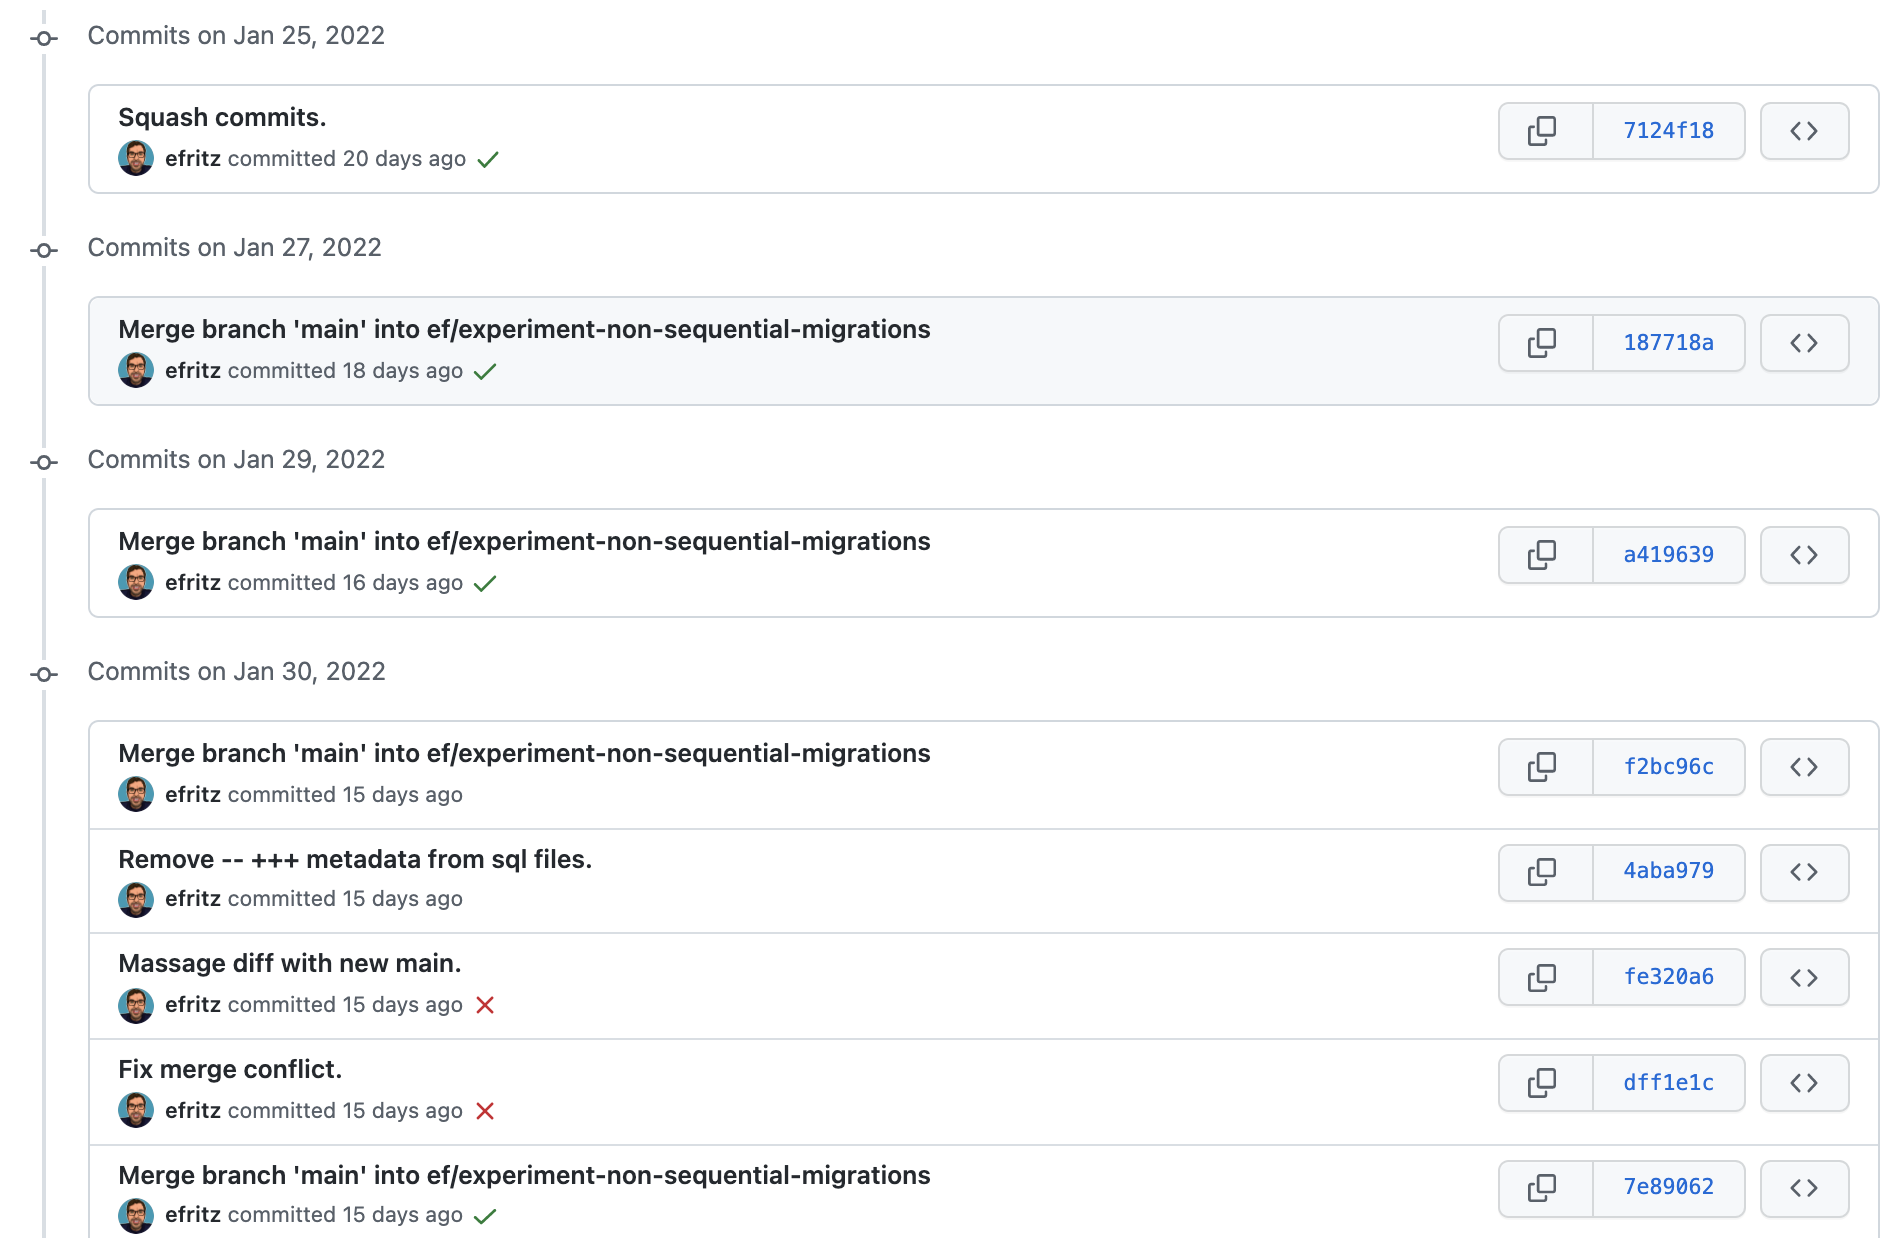 Commits on Jan 25, 2022
Squash commits.
efritz committed 20 days ago
7124f18
Commits on Jan 27, 2022
Merge branch 'main' into ef/experiment-non-sequential-migrations
efritz committed 18 days ago
187718a
Commits on Jan 29, 2022
Merge branch 'main' into ef/experiment-non-sequential-migrations
efritz committed 16 days ago
a419639
Commits on Jan 30, 2022
Merge branch 'main' into ef/experiment-non-sequential-migrations
efritz committed 15 days ago
f2bc96c
Remove -- +++ metadata from sql files.
efritz committed 15 days ago
4aba979
Massage diff with new main.
efritz committed 15 days ago
fe320a6
Fix merge conflict.
efritz committed 15 days ago
dff1e1c
Merge branch 'main' into ef/experiment-non-sequential-migrations
efritz committed 15 days ago
7e89062